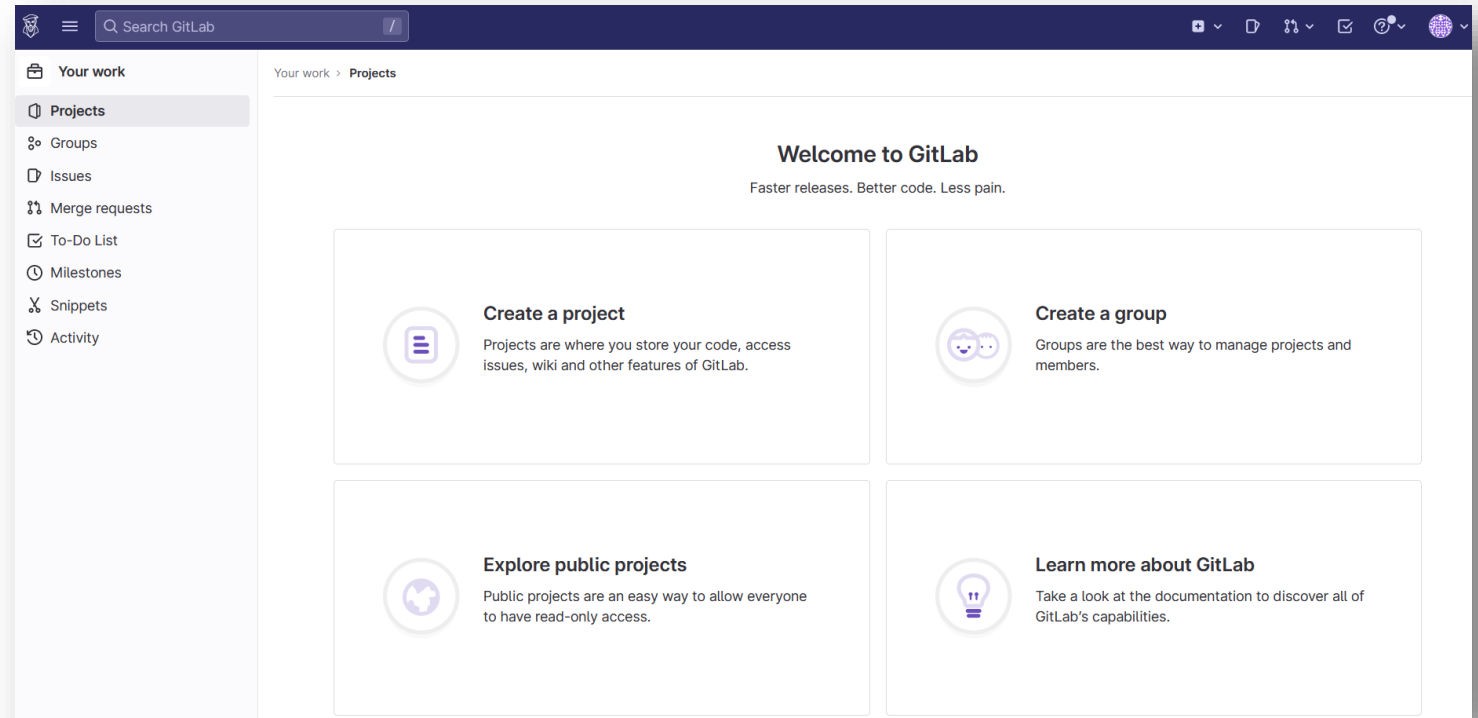 Search GitLab /
Your work
Projects
Groups
Issues
Merge requests
To-Do List
Milestones
Snippets
Activity
Your work › Projects
Welcome to GitLab
Faster releases. Better code. Less pain.
Create a project
Projects are where you store your code, access
issues, wiki and other features of GitLab.
Create a group
Groups are the best way to manage projects and
members.
Explore public projects
Public projects are an easy way to allow everyone
to have read-only access.
Learn more about GitLab
Take a look at the documentation to discover all of
GitLab’s capabilities.